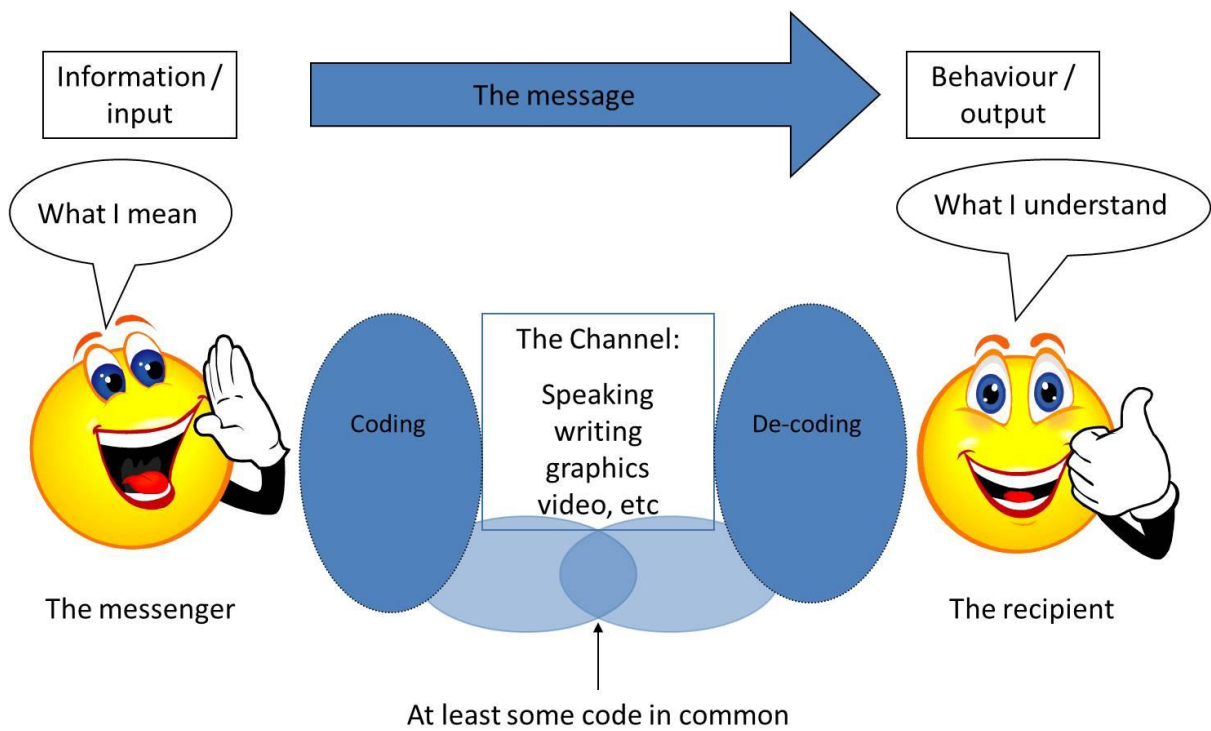 Information /
input
The message
Behaviour /
output
What I mean
What I understand
The Channel:
Speaking
writing
graphics
video, etc
Coding
De-coding
The messenger
The recipient
At least some code in common